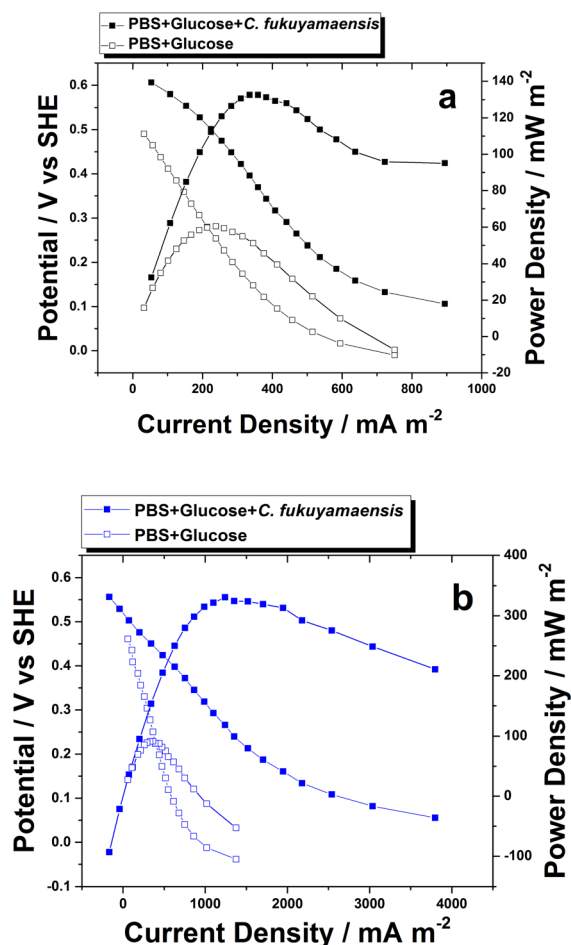 PBS+Glucose+C. fukuyamaensis
PBS+Glucose
a
0.6
0.5
0.4
0.3
0.2
0.1
0.0
Potential / V vs SHE
140
120
100
80
60
40
20
0
-20
Power Density / mW m-2
0 200 400 600 800 1000
Current Density / mA m-2
PBS+Glucose+C. fukuyamaensis
PBS+Glucose
b
0.6
0.5
0.4
0.3
0.2
0.1
0.0
-0.1
Potential / V vs SHE
400
300
200
100
0
-100
Power Density / mW m-2
0 1000 2000 3000 4000
Current Density / mA m-2